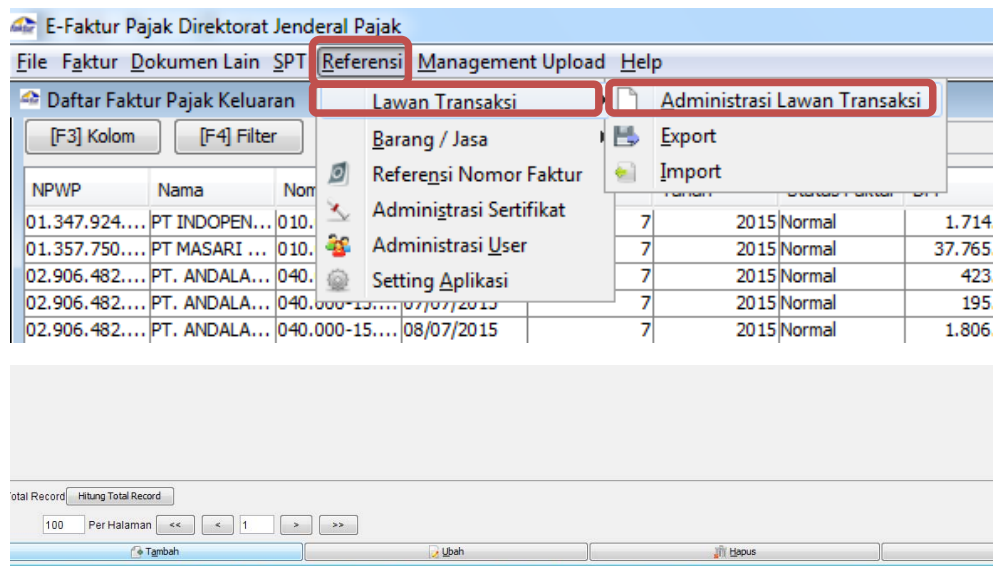 E-Faktur Pajak Direktorat Jenderal Pajak
File Faktur Dokumen Lain SPT Referensi Management Upload Help
Daftar Faktur Pajak Keluaran
Lawan Transaksi
Administrasi Lawan Transaksi
[F3] Kolom [F4] Filter
Barang / Jasa
Export
Referensi Nomor Faktur
Import
NPWP Nama Nom
Administrasi Sertifikat
01.347.924.... PT INDOPEN... 010. 7 2015 Normal 1.714.
Administrasi User
01.357.750.... PT MASARI ... 010. 7 2015 Normal 37.765.
Setting Aplikasi
02.906.482.... PT. ANDALA... 040. 7 2015 Normal 423.
02.906.482.... PT. ANDALA... 040.000-15.... 07/07/2015 7 2015 Normal 195.
02.906.482.... PT. ANDALA... 040.000-15.... 08/07/2015 7 2015 Normal 1.806.
otal Record Hitung Total Record
100 Per Halaman << < 1 > >>
Tambah Ubah Hapus